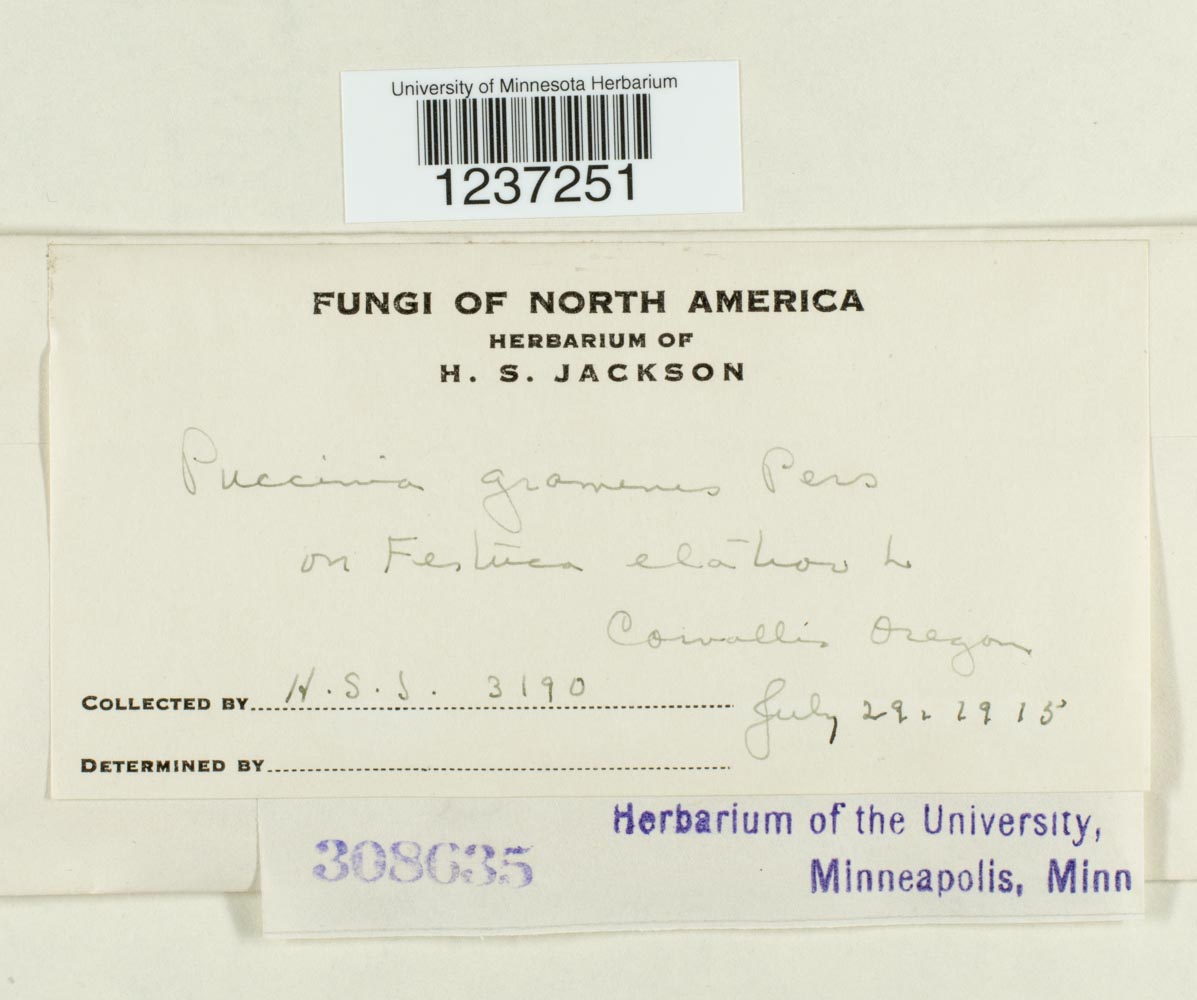 University of Minnesota Herbarium
1237251
FUNGI OF NORTH AMERICA
HERBARIUM OF
H. S. JACKSON
Puccinia graminis Pers
on Festuca elatior L
Corvallis Oregon
COLLECTED BY H.S.J. 3190 July 29. 1915
DETERMINED BY
308635
Herbarium of the University,
Minneapolis, Minn